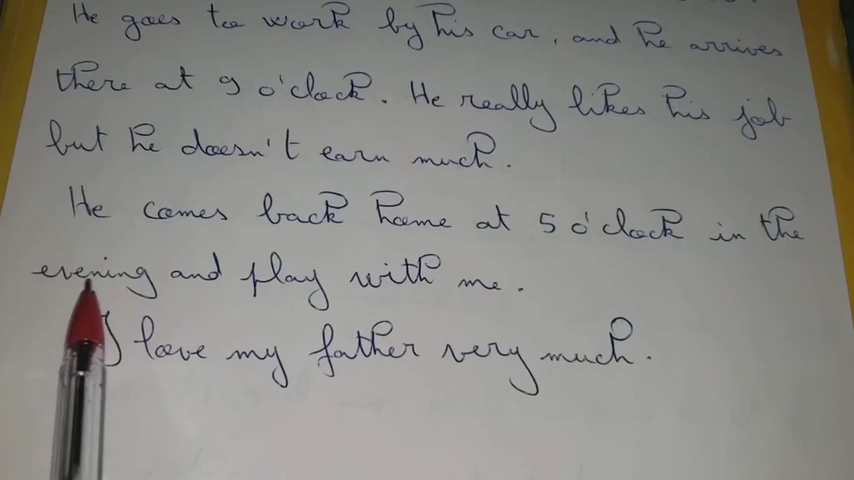 He goes to work by his car, and he arrives
there at 9 o'clock. He really likes his job
but he doesn't earn much.
He comes back home at 5 o'clock in the
evening and play with me.
I love my father very much.